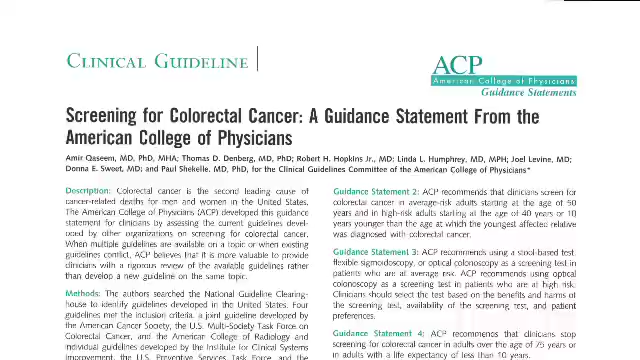 CLINICAL GUIDELINE
ACP
American College of Physicians
Guidance Statements
Screening for Colorectal Cancer: A Guidance Statement From the
American College of Physicians
Amir Qaseem, MD, PhD, MHA; Thomas D. Denberg, MD, PhD; Robert H. Hopkins Jr., MD; Linda L. Humphrey, MD, MPH; Joel Levine, MD;
Donna E. Sweet, MD; and Paul Shekelle, MD, PhD, for the Clinical Guidelines Committee of the American College of Physicians*
Description: Colorectal cancer is the second leading cause of
cancer-related deaths for men and women in the United States.
The American College of Physicians (ACP) developed this guidance
statement for clinicians by assessing the current guidelines devel-
oped by other organizations on screening for colorectal cancer.
When multiple guidelines are available on a topic or when existing
guidelines conflict, ACP believes that it is more valuable to provide
clinicians with a rigorous review of the available guidelines rather
than develop a new guideline on the same topic.
Methods: The authors searched the National Guideline Clearing-
house to identify guidelines developed in the United States. Four
guidelines met the inclusion criteria: a joint guideline developed by
the American Cancer Society, the U.S. Multi-Society Task Force on
Colorectal Cancer, and the American College of Radiology and
individual guidelines developed by the Institute for Clinical Systems
Improvement, the U.S. Preventive Services Task Force, and the
Guidance Statement 2: ACP recommends that clinicians screen for
colorectal cancer in average-risk adults starting at the age of 50
years and in high-risk adults starting at the age of 40 years or 10
years younger than the age at which the youngest affected relative
was diagnosed with colorectal cancer.
Guidance Statement 3: ACP recommends using a stool-based test,
flexible sigmoidoscopy, or optical colonoscopy as a screening test in
patients who are at average risk. ACP recommends using optical
colonoscopy as a screening test in patients who are at high risk.
Clinicians should select the test based on the benefits and harms of
the screening test, availability of the screening test, and patient
preferences.
Guidance Statement 4: ACP recommends that clinicians stop
screening for colorectal cancer in adults over the age of 75 years or
in adults with a life expectancy of less than 10 years.